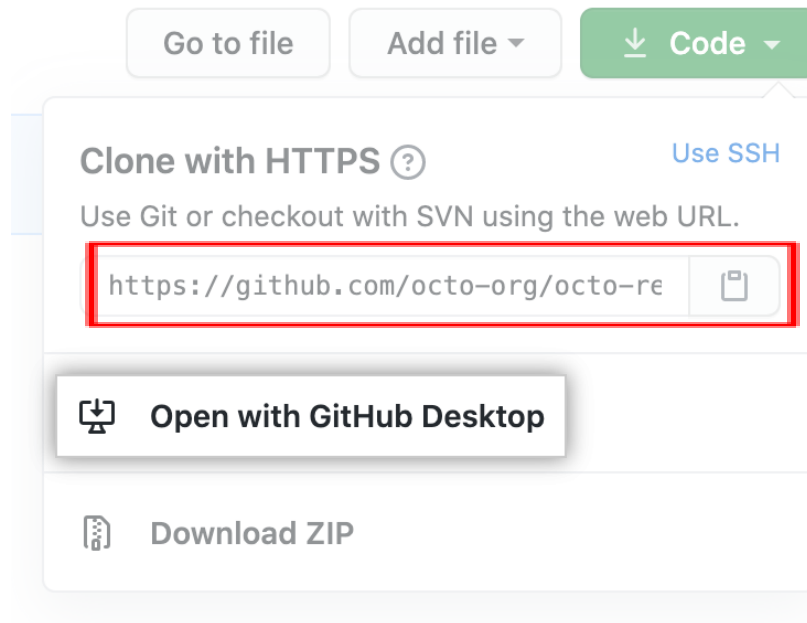 Go to file Add file Code
Clone with HTTPS ? Use SSH
Use Git or checkout with SVN using the web URL.
https://github.com/octo-org/octo-re
Open with GitHub Desktop
Download ZIP